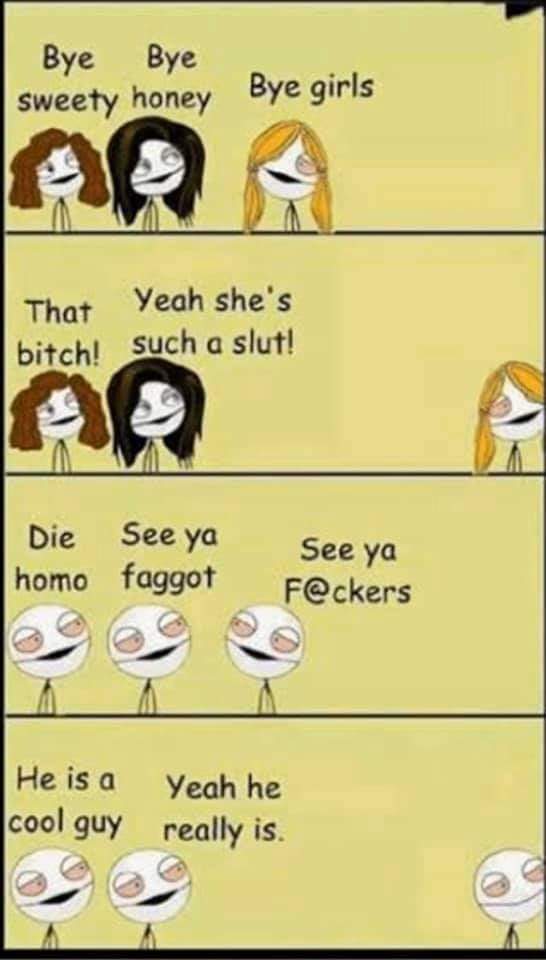 Bye Bye
sweety honey Bye girls
That Yeah she's
bitch! such a slut!
Die See ya See ya
homo faggot F@ckers
He is a Yeah he
cool guy really is.